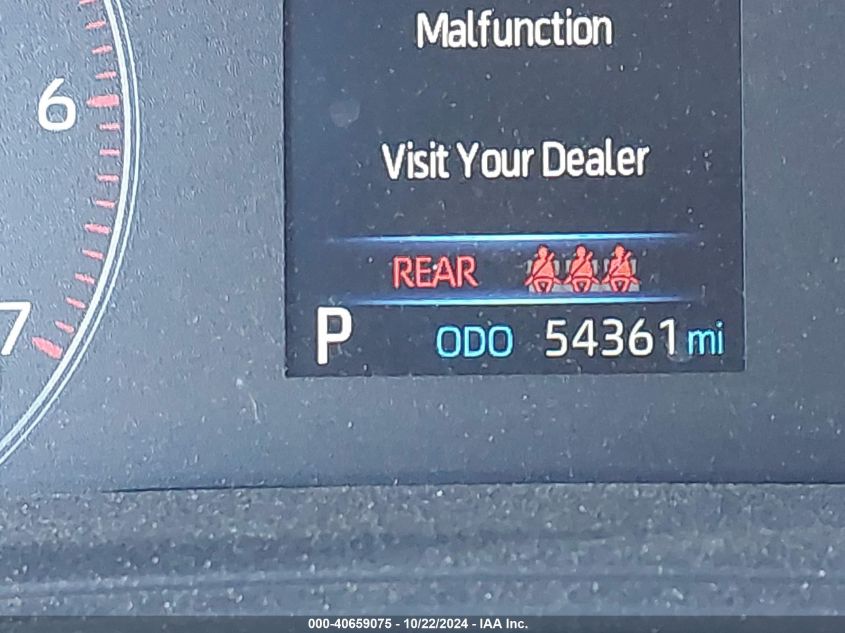 Malfunction
6
Visit Your Dealer
REAR
7
P ODO 54361 mi
000-40659075 - 10/22/2024 - IAA Inc.